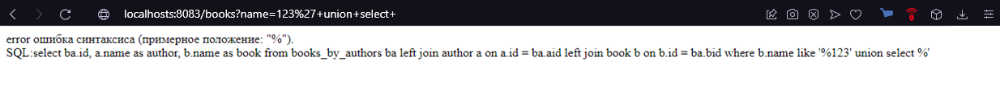 localhosts:8083/books?name=123%27+union+select+
error ошибка синтаксиса (примерное положение: "%").
SQL:select ba.id, a.name as author, b.name as book from books_by_authors ba left join author a on a.id = ba.aid left join book b on b.id = ba.bid where b.name like '%123' union select %'